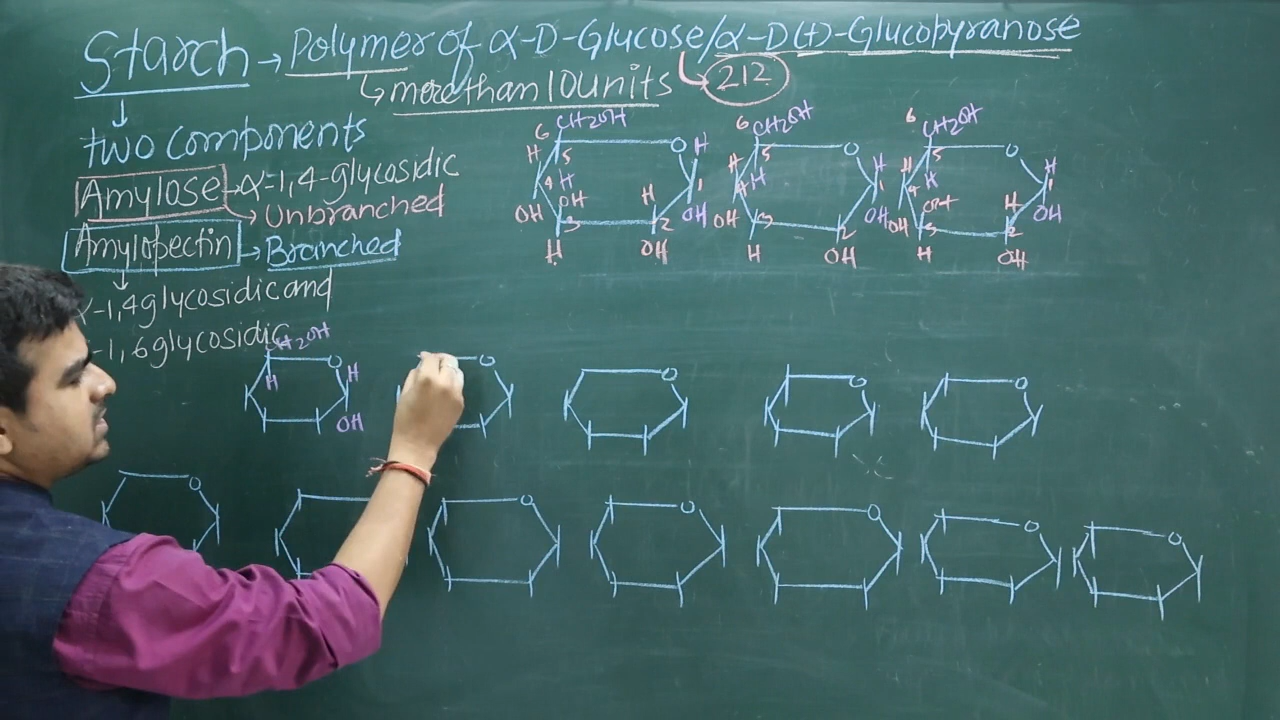 Starch → Polymer of α-D-Glucose/α-D(+)-Glucopyranose
↳ more than 10 units ↳ 212
↓
two components
Amylose → α-1,4-glycosidic
→ Unbranched
Amylopectin → Branched
↓
α-1,4 glycosidic and
-1,6 glycosidic
6 CH2OH 6 CH2OH 6 CH2OH
H 5 O H H 5 O H H 5 O H
4 H 1 4 H 1 4 H 1
OH OH H OH OH OH OH OH H OH
3 2 3 2 3 2
H OH H OH H OH
CH2OH
O O O O O
H H
OH
O O O O O O